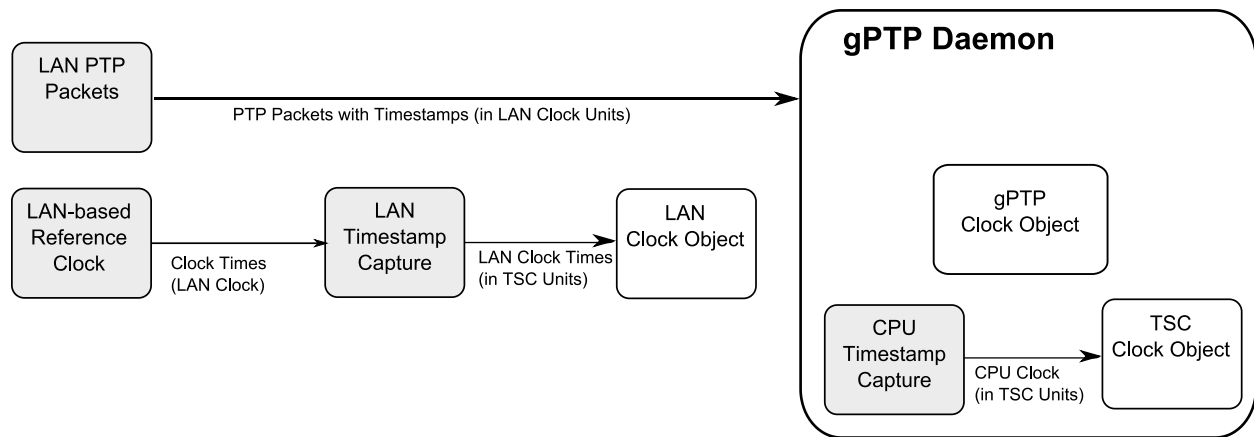 gPTP Daemon
LAN PTP
Packets
PTP Packets with Timestamps (in LAN Clock Units)
LAN-based
Reference
Clock
Clock Times
(LAN Clock)
LAN
Timestamp
Capture
LAN Clock Times
(in TSC Units)
LAN
Clock Object
gPTP
Clock Object
CPU
Timestamp
Capture
CPU Clock
(in TSC Units)
TSC
Clock Object